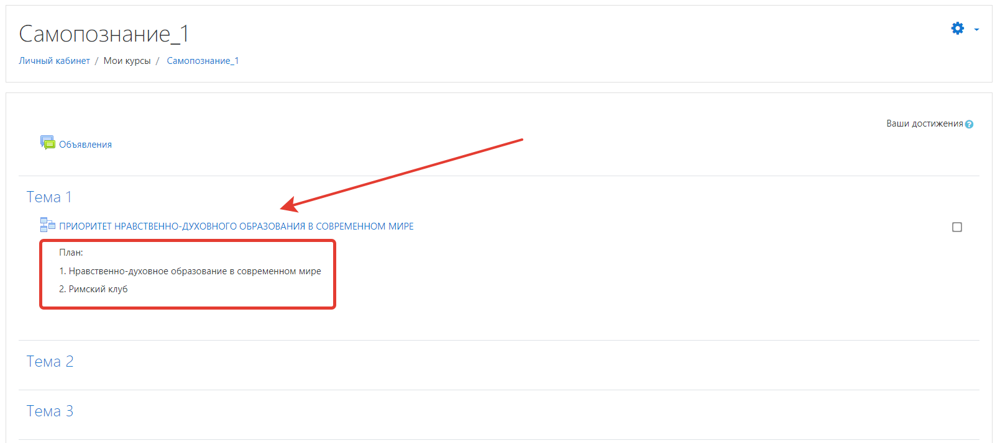 Самопознание_1
Личный кабинет / Мои курсы / Самопознание_1
Ваши достижения
Объявления
Тема 1
ПРИОРИТЕТ НРАВСТВЕННО-ДУХОВНОГО ОБРАЗОВАНИЯ В СОВРЕМЕННОМ МИРЕ
План:
1. Нравственно-духовное образование в современном мире
2. Римский клуб
Тема 2
Тема 3